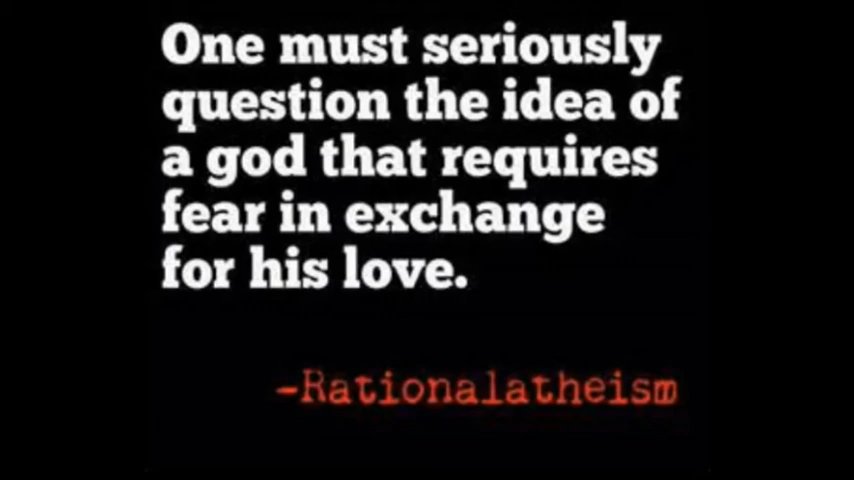 One must seriously
question the idea of
a god that requires
fear in exchange
for his love.
-Rationalatheism